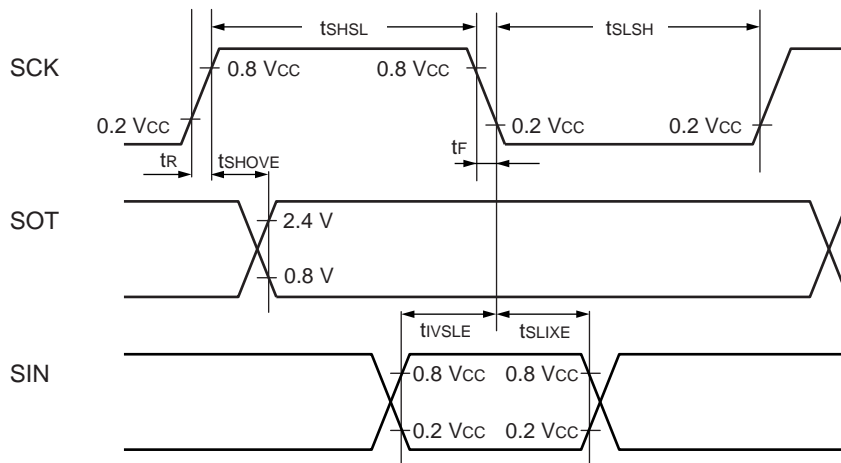 tSHSL tSLSH
SCK 0.8 VCC 0.8 VCC
0.2 VCC 0.2 VCC 0.2 VCC
tR tSHOVE tF
SOT 2.4 V
0.8 V
tIVSLE tSLIXE
SIN 0.8 VCC 0.8 VCC
0.2 VCC 0.2 VCC